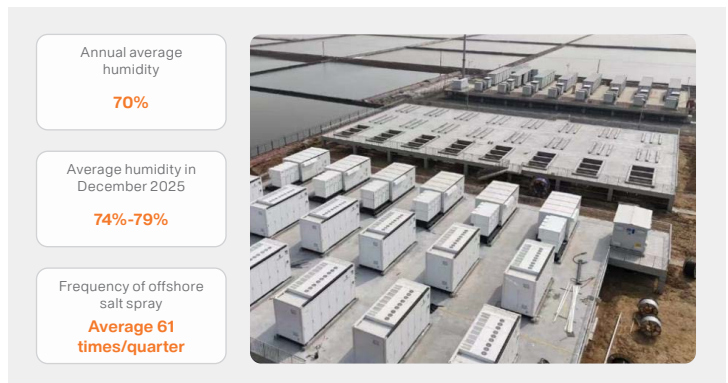 Annual average
humidity
70%
Average humidity in
December 2025
74%-79%
Frequency of offshore
salt spray
Average 61
times/quarter